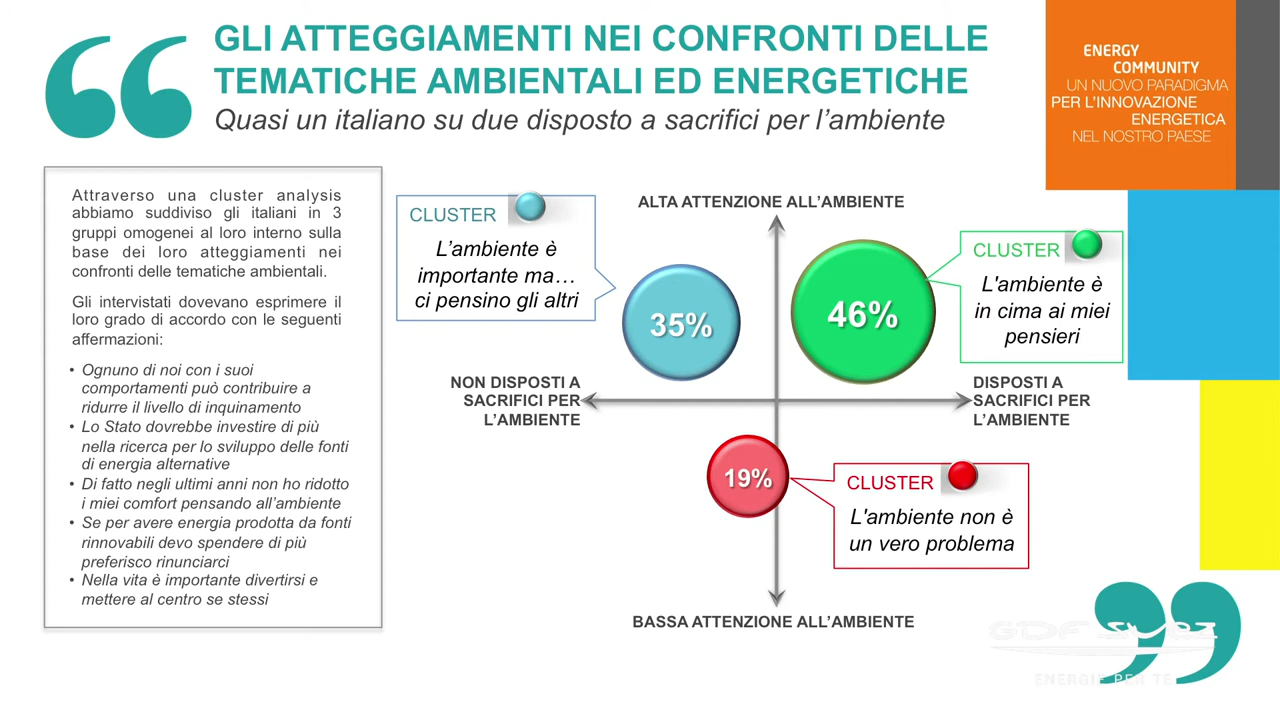 GLI ATTEGGIAMENTI NEI CONFRONTI DELLE
TEMATICHE AMBIENTALI ED ENERGETICHE
Quasi un italiano su due disposto a sacrifici per l’ambiente
ENERGY
COMMUNITY
UN NUOVO PARADIGMA
PER L’INNOVAZIONE
ENERGETICA
NEL NOSTRO PAESE
Attraverso una cluster analysis
abbiamo suddiviso gli italiani in 3
gruppi omogenei al loro interno sulla
base dei loro atteggiamenti nei
confronti delle tematiche ambientali.
Gli intervistati dovevano esprimere il
loro grado di accordo con le seguenti
affermazioni:
• Ognuno di noi con i suoi
comportamenti può contribuire a
ridurre il livello di inquinamento
• Lo Stato dovrebbe investire di più
nella ricerca per lo sviluppo delle fonti
di energia alternative
• Di fatto negli ultimi anni non ho ridotto
i miei comfort pensando all’ambiente
• Se per avere energia prodotta da fonti
rinnovabili devo spendere di più
preferisco rinunciarci
• Nella vita è importante divertirsi e
mettere al centro se stessi
CLUSTER
L’ambiente è
importante ma…
ci pensino gli altri
ALTA ATTENZIONE ALL’AMBIENTE
35%
46%
CLUSTER
L'ambiente è
in cima ai miei
pensieri
NON DISPOSTI A
SACRIFICI PER
L’AMBIENTE
DISPOSTI A
SACRIFICI PER
L’AMBIENTE
19%
CLUSTER
L'ambiente non è
un vero problema
BASSA ATTENZIONE ALL’AMBIENTE
GDF SUEZ
ENERGIE PER TE